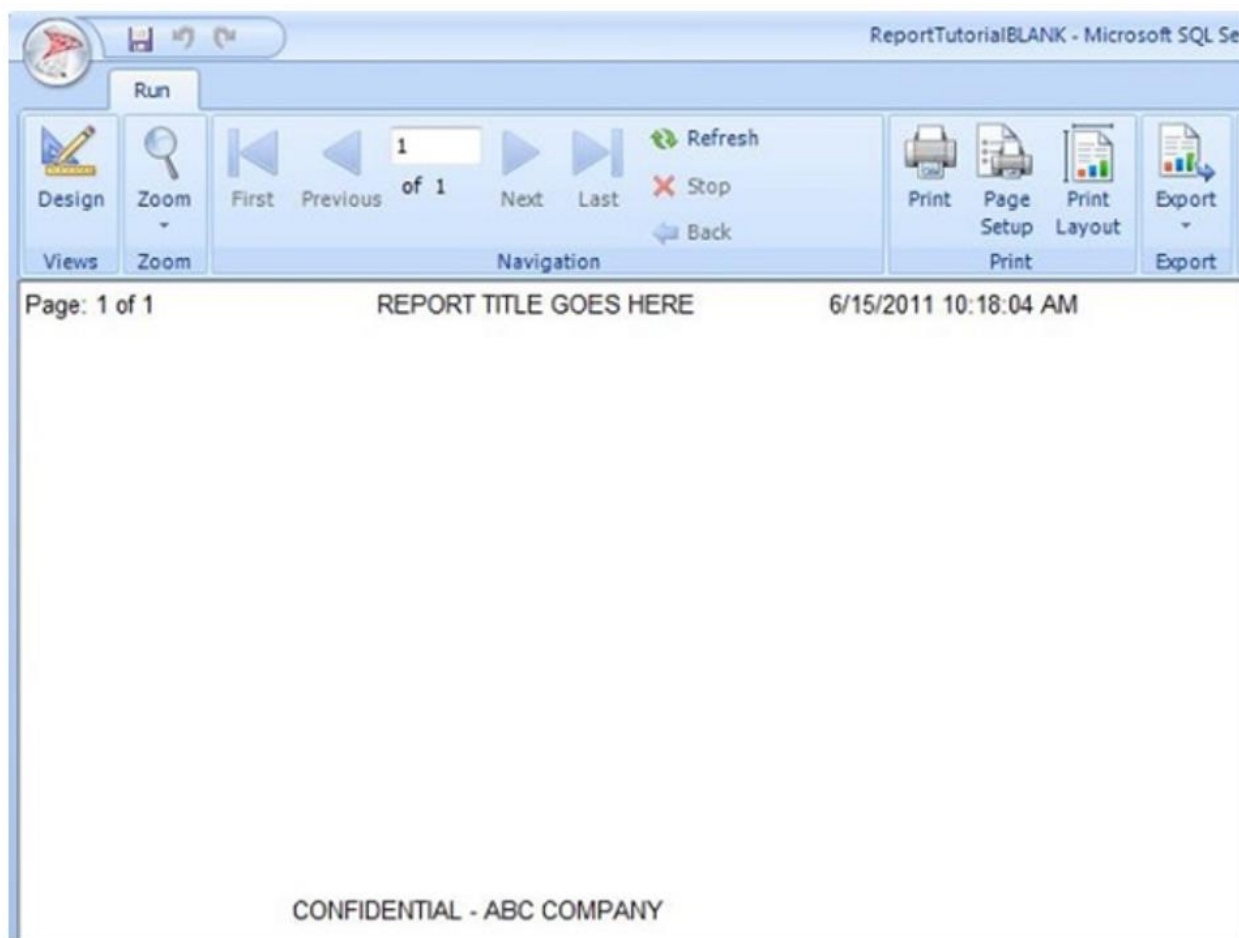 ReportTutorialBLANK - Microsoft SQL Se
Run
Design
Zoom
First
Previous
1
of 1
Next
Last
Refresh
Stop
Back
Print
Page Setup
Print Layout
Export
Views
Zoom
Navigation
Print
Export
Page: 1 of 1 REPORT TITLE GOES HERE 6/15/2011 10:18:04 AM
CONFIDENTIAL - ABC COMPANY